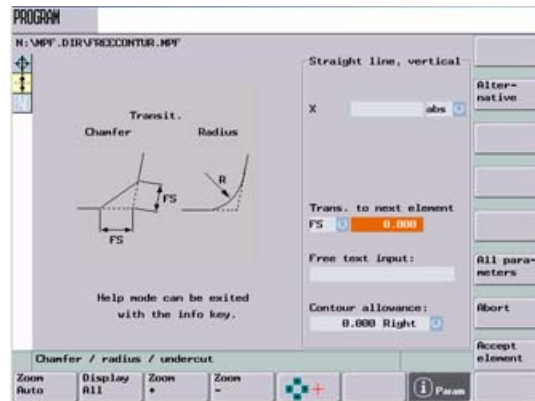 PROGRAM
N:\MPF.DIR\FREECONTUR.MPF
Straight line, vertical
Alter-
native
X abs
Transit.
Chamfer Radius
R
FS
FS
Trans. to next element
FS 0.000
Free text input:
All para-
meters
Help mode can be exited
with the info key.
Contour allowance:
0.000 Right
Abort
Accept
element
Chamfer / radius / undercut
Zoom
Auto
Display
All
Zoom
+
Zoom
-
i Param